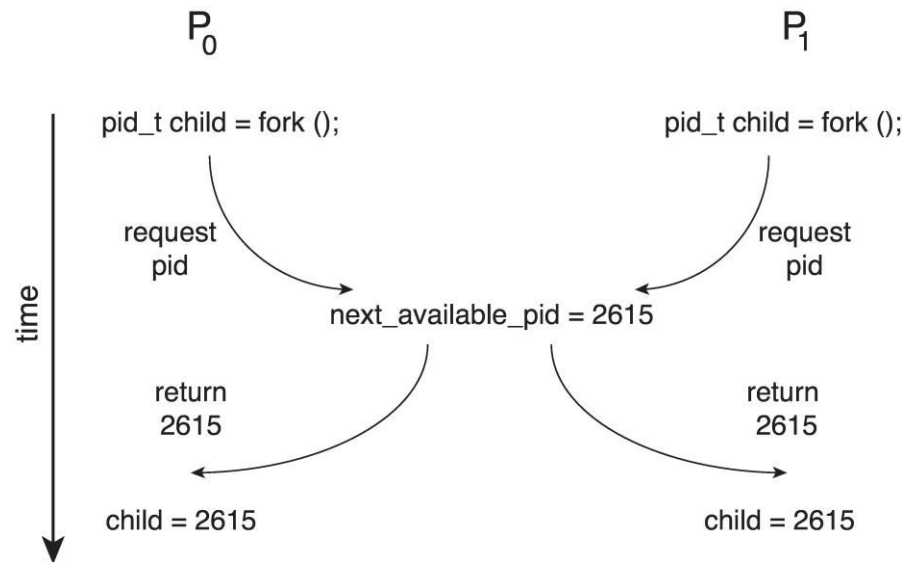 P0
P1
pid_t child = fork ();
pid_t child = fork ();
request
pid
request
pid
next_available_pid = 2615
time
return
2615
return
2615
child = 2615
child = 2615